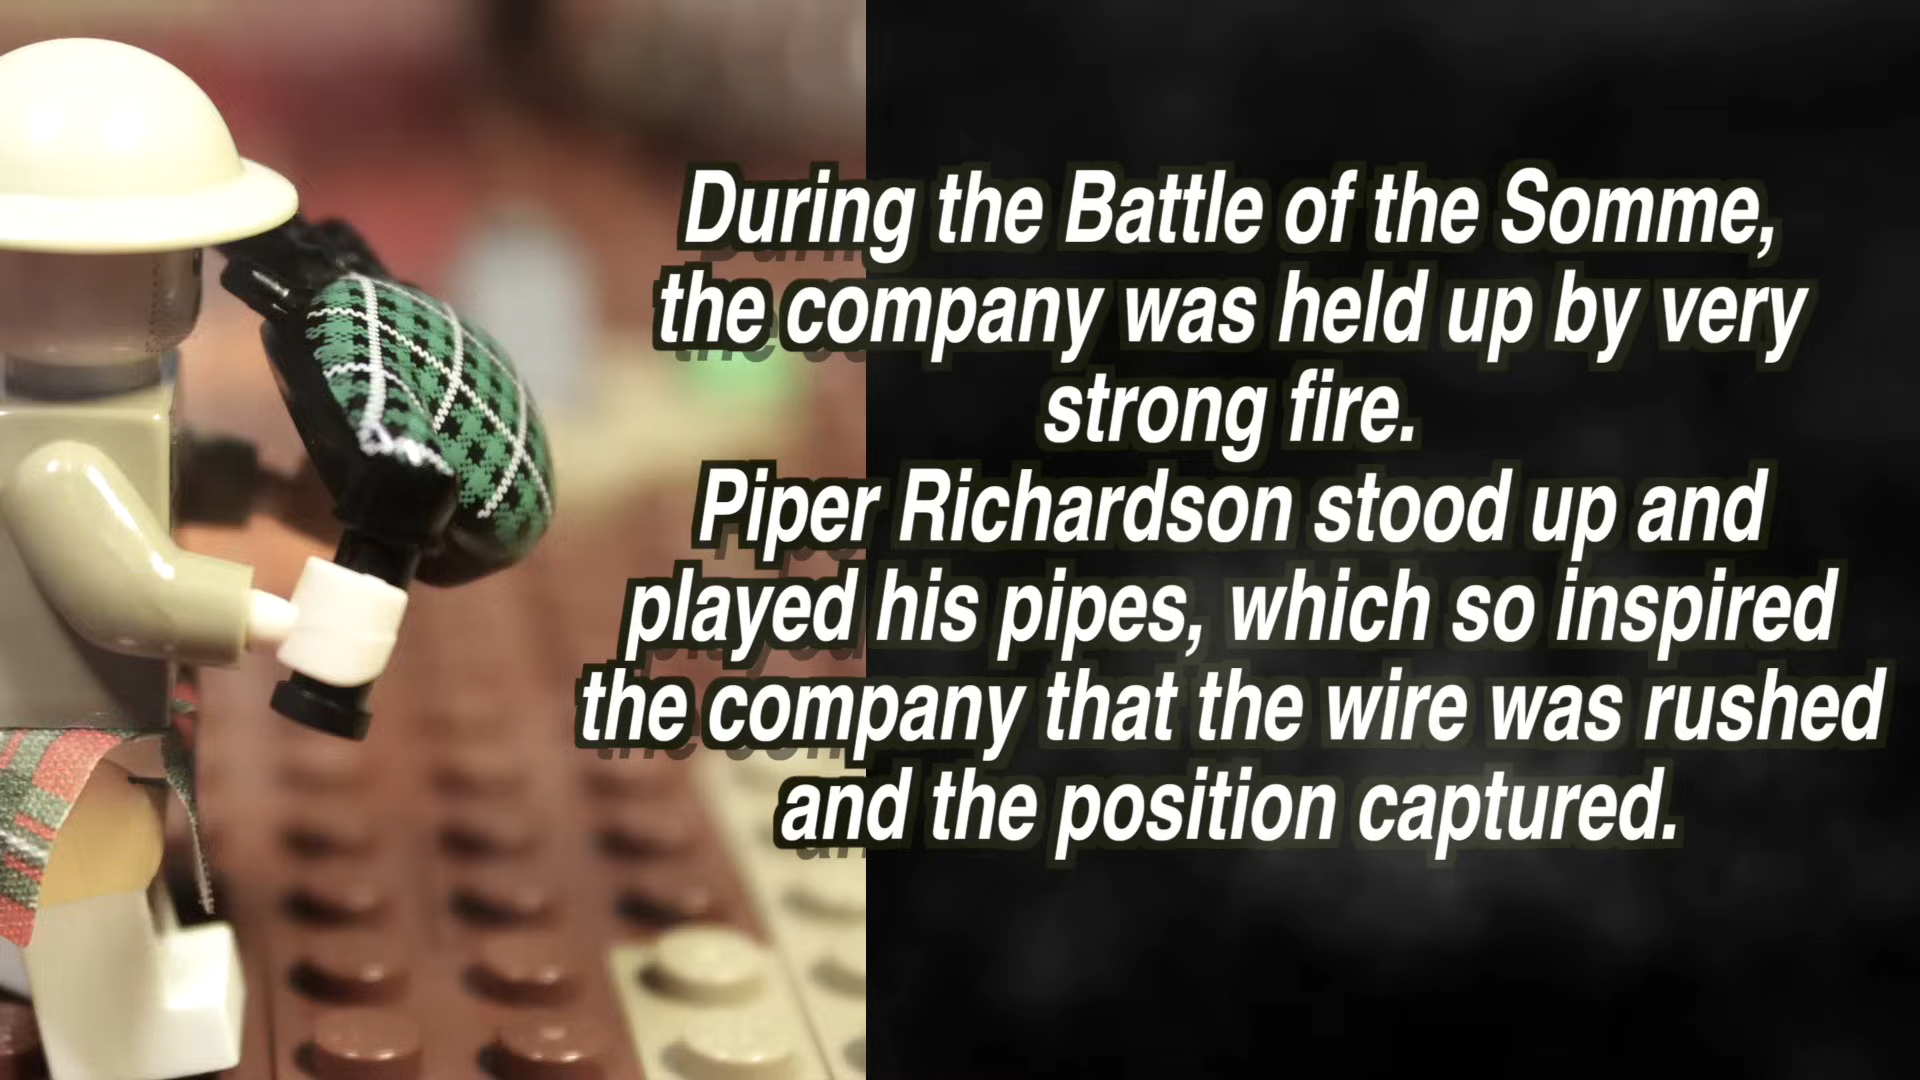 During the Battle of the Somme,
the company was held up by very
strong fire.
Piper Richardson stood up and
played his pipes, which so inspired
the company that the wire was rushed
and the position captured.